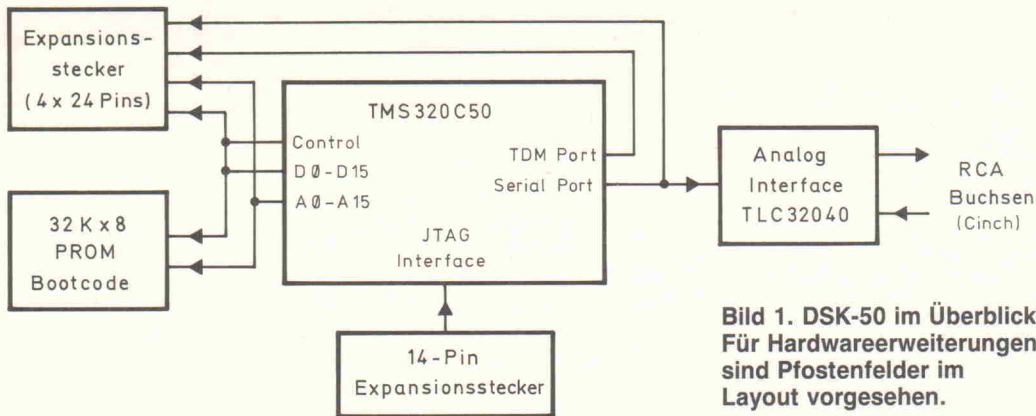 Expansions-
stecker
(4 x 24 Pins)
32 K x 8
PROM
Bootcode
TMS320C50
Control
D0-D15
A0-A15
TDM Port
Serial Port
JTAG
Interface
14-Pin
Expansionsstecker
Analog
Interface
TLC32040
RCA
Buchsen
(Cinch)
Bild 1. DSK-50 im Überblick
Für Hardwareerweiterungen
sind Pfostenfelder im
Layout vorgesehen.